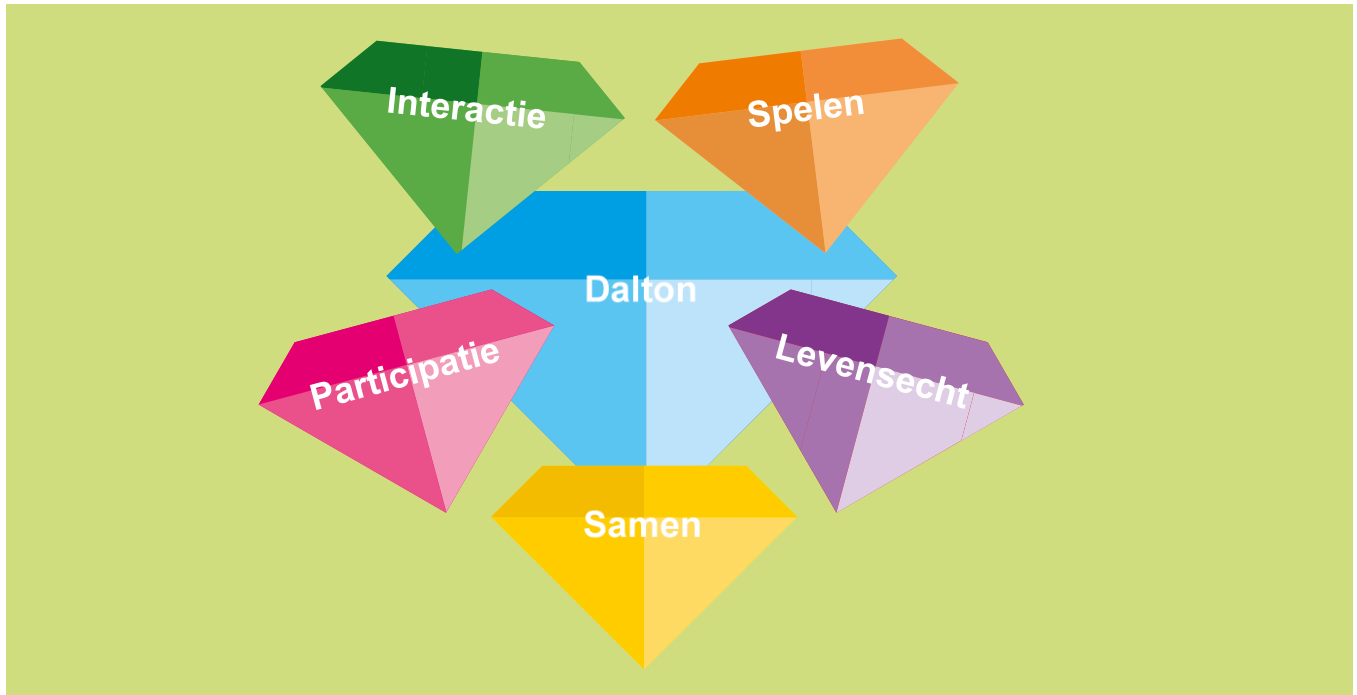 Interactie
Spelen
Dalton
Participatie
Levensecht
Samen